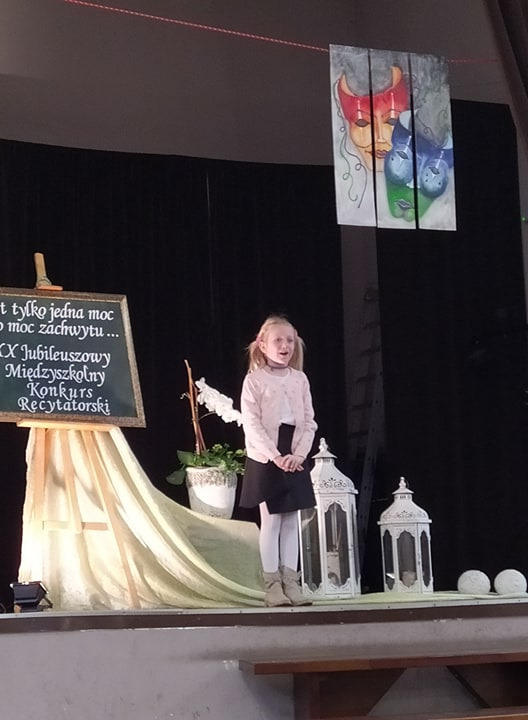 t tylko jedna moc
o moc zachwytu ...
XX Jubileuszowy
Międzyszkolny
Konkurs
Recytatorski